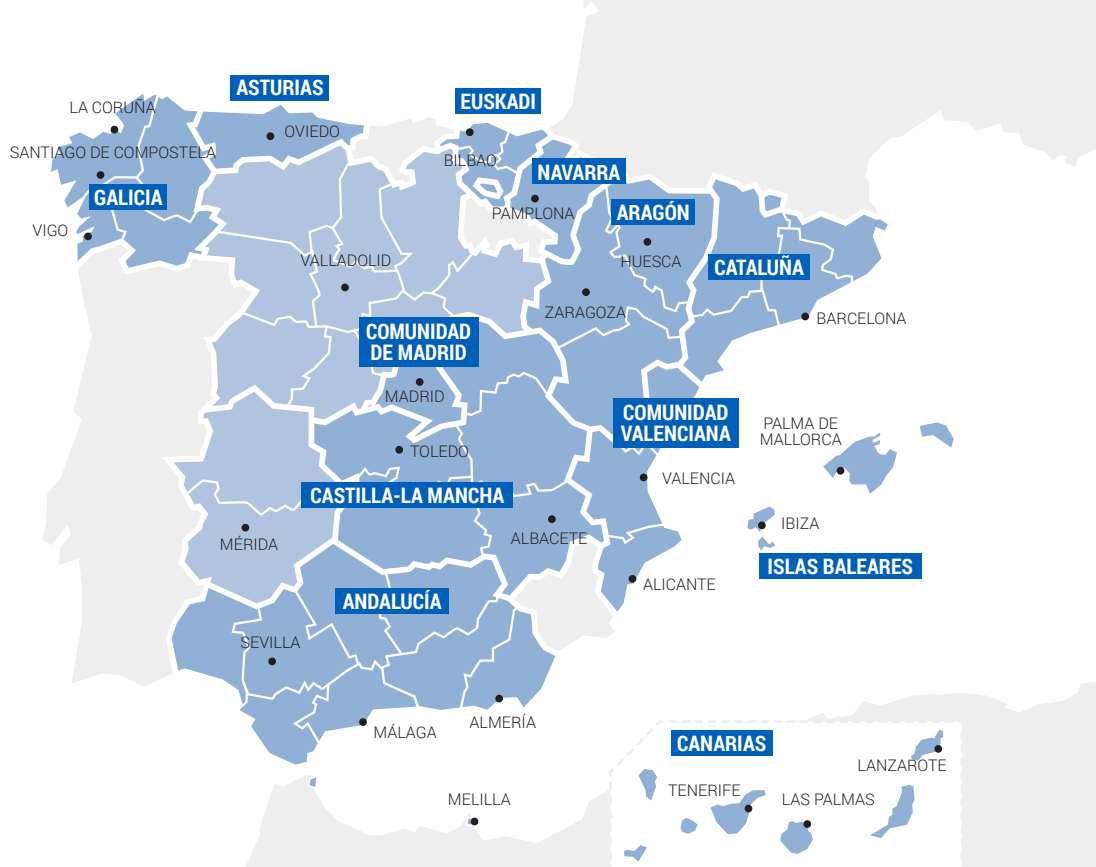 ASTURIAS
EUSKADI
LA CORUÑA
OVIEDO
SANTIAGO DE COMPOSTELA
BILBAO
NAVARRA
GALICIA
PAMPLONA
ARAGÓN
VIGO
VALLADOLID
HUESCA
CATALUÑA
ZARAGOZA
BARCELONA
COMUNIDAD
DE MADRID
MADRID
COMUNIDAD
VALENCIANA
PALMA DE
MALLORCA
TOLEDO
VALENCIA
CASTILLA-LA MANCHA
IBIZA
MÉRIDA
ALBACETE
ISLAS BALEARES
ALICANTE
ANDALUCÍA
SEVILLA
ALMERÍA
MÁLAGA
CANARIAS
LANZAROTE
TENERIFE
LAS PALMAS
MELILLA